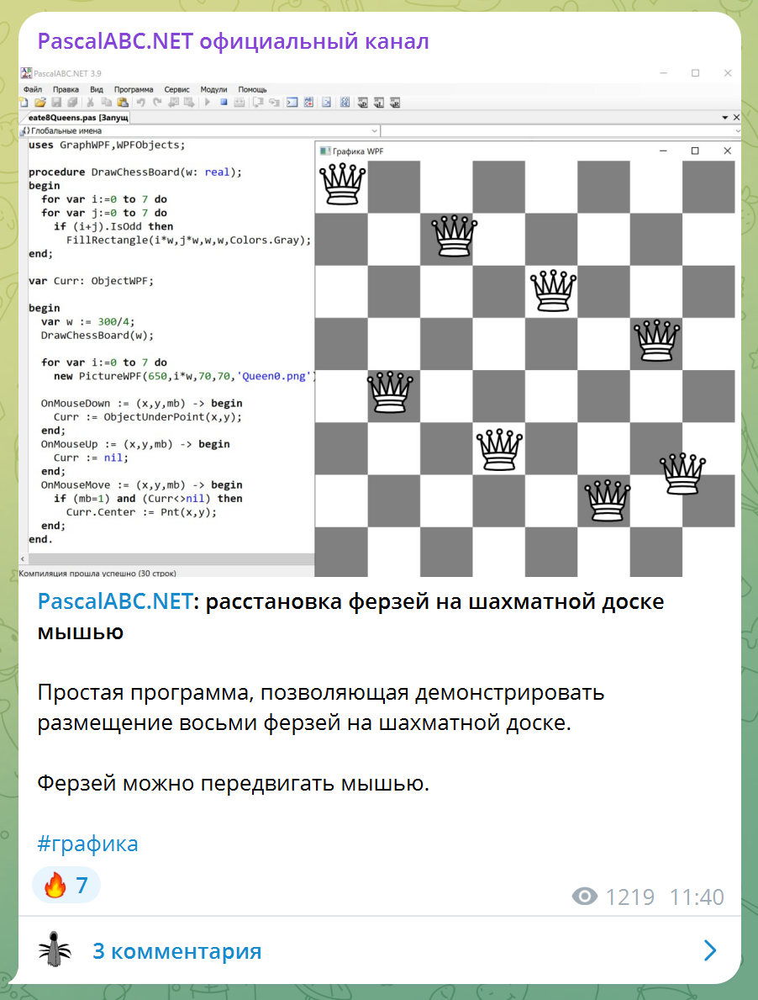 PascalABC.NET официальный канал
PascalABC.NET 3.9
Файл Правка Вид Программа Сервис Модули Помощь
eate8Queens.pas [Запущ
Глобальные имена
uses GraphWPF,WPFObjects;
procedure DrawChessBoard(w: real);
begin
for var i:=0 to 7 do
for var j:=0 to 7 do
if (i+j).IsOdd then
FillRectangle(i*w,j*w,w,w,Colors.Gray);
end;
var Curr: ObjectWPF;
begin
var w := 300/4;
DrawChessBoard(w);
for var i:=0 to 7 do
new PictureWPF(650,i*w,70,70,'Queen0.png')
OnMouseDown := (x,y,mb) -> begin
Curr := ObjectUnderPoint(x,y);
end;
OnMouseUp := (x,y,mb) -> begin
Curr := nil;
end;
OnMouseMove := (x,y,mb) -> begin
if (mb=1) and (Curr<>nil) then
Curr.Center := Pnt(x,y);
end;
end.
Компиляция прошла успешно (30 строк)
Графика WPF
PascalABC.NET: расстановка ферзей на шахматной доске
мышью
Простая программа, позволяющая демонстрировать
размещение восьми ферзей на шахматной доске.
Ферзей можно передвигать мышью.
#графика
7
1219 11:40
3 комментария